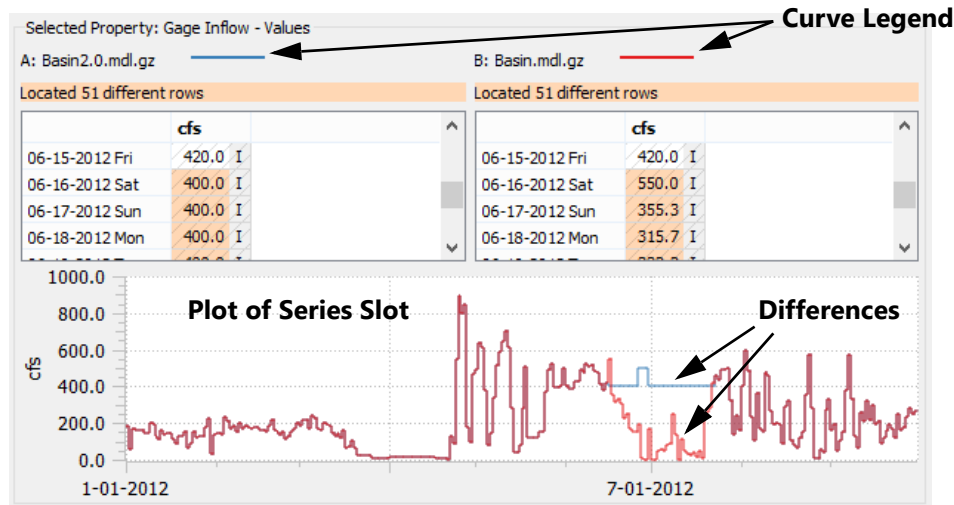 Curve Legend
Selected Property: Gage Inflow - Values
A: Basin2.0.mdl.gz
B: Basin.mdl.gz
Located 51 different rows
Located 51 different rows
cfs
06-15-2012 Fri 420.0 I
06-16-2012 Sat 400.0 I
06-17-2012 Sun 400.0 I
06-18-2012 Mon 400.0 I
cfs
06-15-2012 Fri 420.0 I
06-16-2012 Sat 550.0 I
06-17-2012 Sun 355.3 I
06-18-2012 Mon 315.7 I
Plot of Series Slot
Differences
cfs
1000.0
800.0
600.0
400.0
200.0
0.0
1-01-2012
7-01-2012